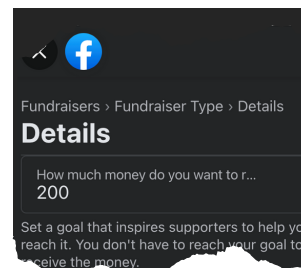 Fundraisers › Fundraiser Type › Details
Details
How much money do you want to r...
200
Set a goal that inspires supporters to help
reach it. You don't have to reach your goal to
receive the money.